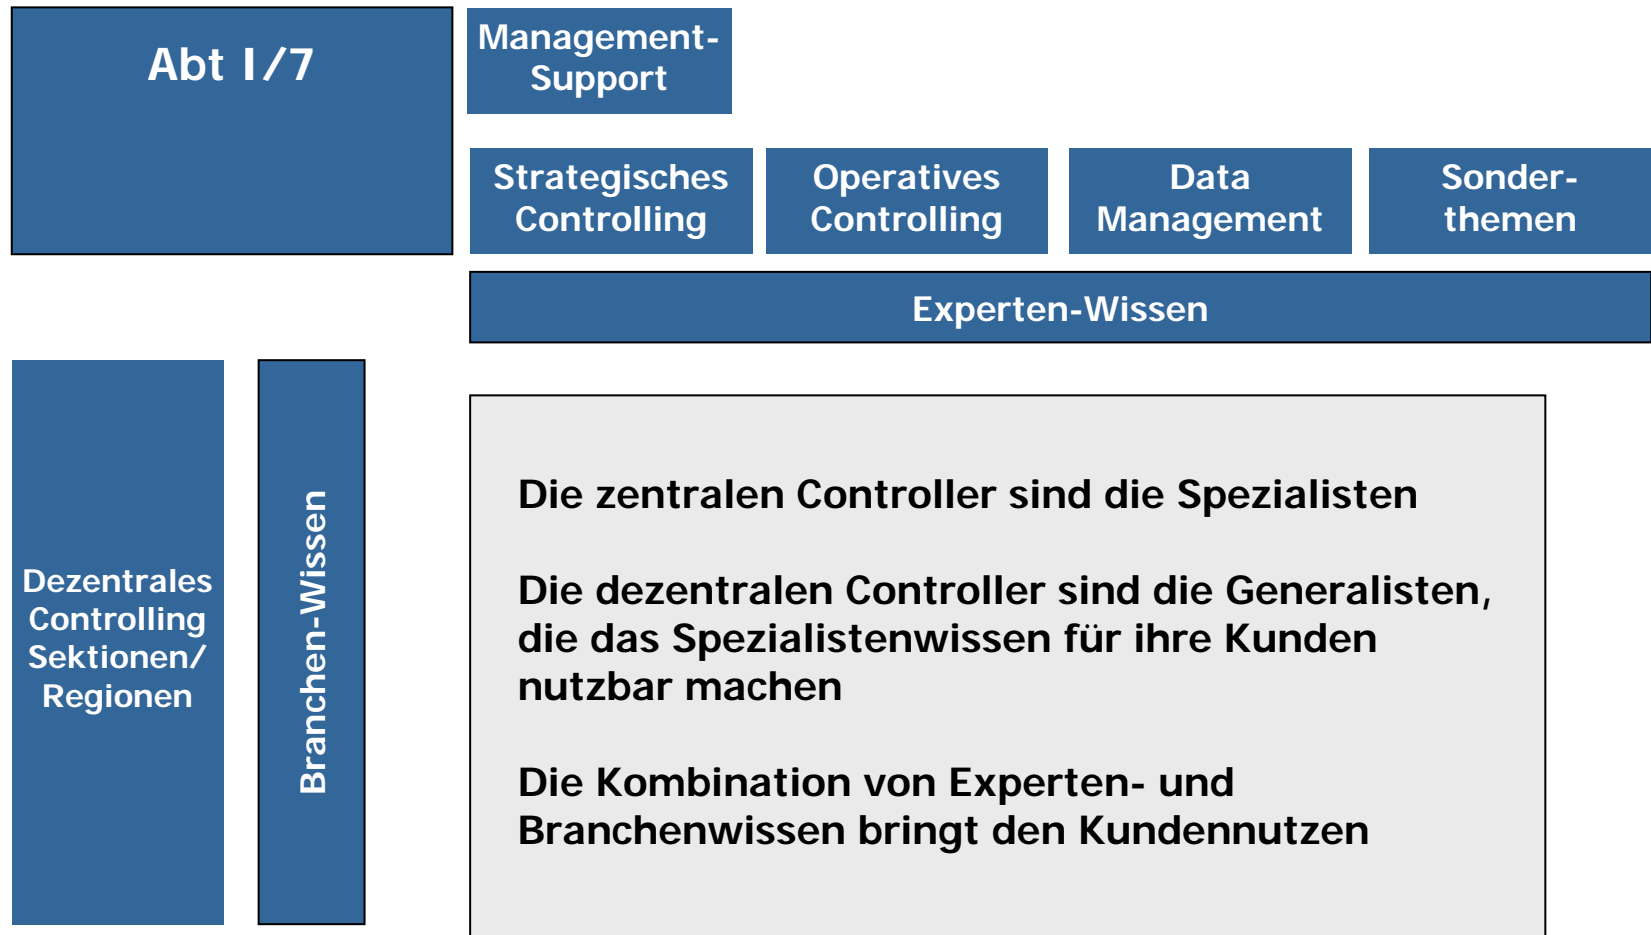 Abt I/7
Management-
Support
Strategisches
Controlling
Operatives
Controlling
Data
Management
Sonder-
themen
Experten-Wissen
Dezentrales
Controlling
Sektionen/
Regionen
Branchen-Wissen
Die zentralen Controller sind die Spezialisten
Die dezentralen Controller sind die Generalisten,
die das Spezialistenwissen für ihre Kunden
nutzbar machen
Die Kombination von Experten- und
Branchenwissen bringt den Kundennutzen